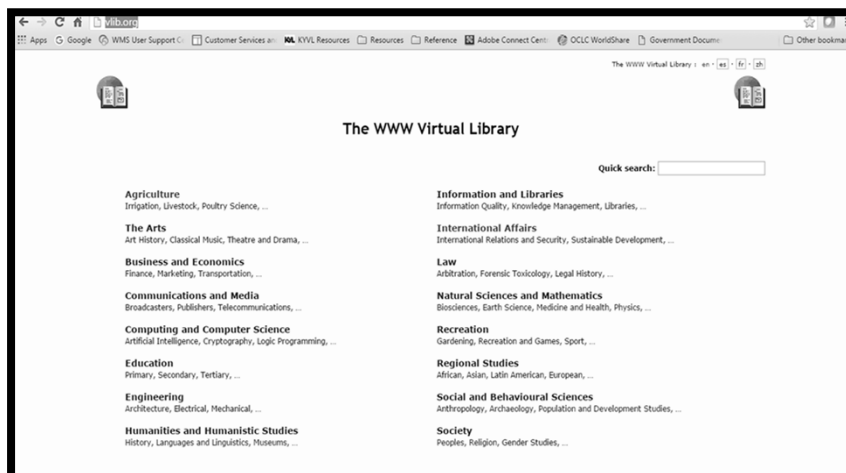 vlib.org
Apps Google WMS User Support C Customer Services an KYVL Resources Resources Reference Adobe Connect Cent OCLC WorldShare Government Docume Other bookma
The WWW Virtual Library : en · es · fr · zh
The WWW Virtual Library
Quick search:
Agriculture
Irrigation, Livestock, Poultry Science, ...
The Arts
Art History, Classical Music, Theatre and Drama, ...
Business and Economics
Finance, Marketing, Transportation, ...
Communications and Media
Broadcasters, Publishers, Telecommunications, ...
Computing and Computer Science
Artificial Intelligence, Cryptography, Logic Programming, ...
Education
Primary, Secondary, Tertiary, ...
Engineering
Architecture, Electrical, Mechanical, ...
Humanities and Humanistic Studies
History, Languages and Linguistics, Museums, ...
Information and Libraries
Information Quality, Knowledge Management, Libraries, ...
International Affairs
International Relations and Security, Sustainable Development, ...
Law
Arbitration, Forensic Toxicology, Legal History, ...
Natural Sciences and Mathematics
Biosciences, Earth Science, Medicine and Health, Physics, ...
Recreation
Gardening, Recreation and Games, Sport, ...
Regional Studies
African, Asian, Latin American, European, ...
Social and Behavioural Sciences
Anthropology, Archaeology, Population and Development Studies, ...
Society
Peoples, Religion, Gender Studies, ...